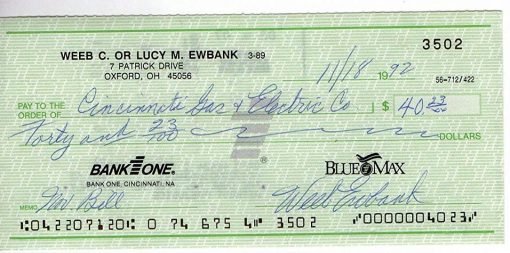 3502
WEEB C. OR LUCY M. EWBANK 3-89
7 PATRICK DRIVE
OXFORD, OH 45056
11/18 1992
56-712/422
PAY TO THE ORDER OF Cincinnati Gas & Electric Co $ 40.23/100
Forty and 23/100 DOLLARS
BANK ONE®
BANK ONE, CINCINNATI, NA
BLUE MAX
MEMO Nov Bill Weeb Ewbank
⑆042207120⑆ 0 74 675 4⑈ 3502 ⑈0000004023⑈